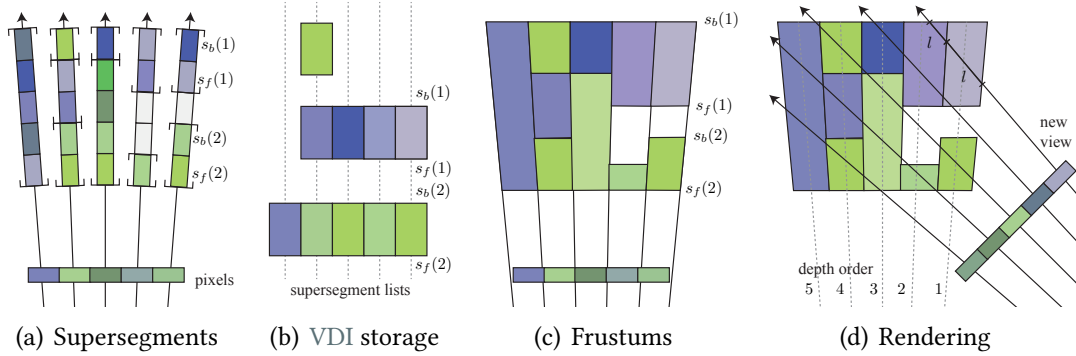 s_b(1)
s_f(1)
s_b(2)
s_f(2)
pixels
s_b(1)
s_f(1)
s_b(2)
s_f(2)
supersegment lists
s_b(1)
s_f(1)
s_b(2)
s_f(2)
l
l
new
view
depth order
5 4 3 2 1
(a) Supersegments
(b) VDI storage
(c) Frustums
(d) Rendering